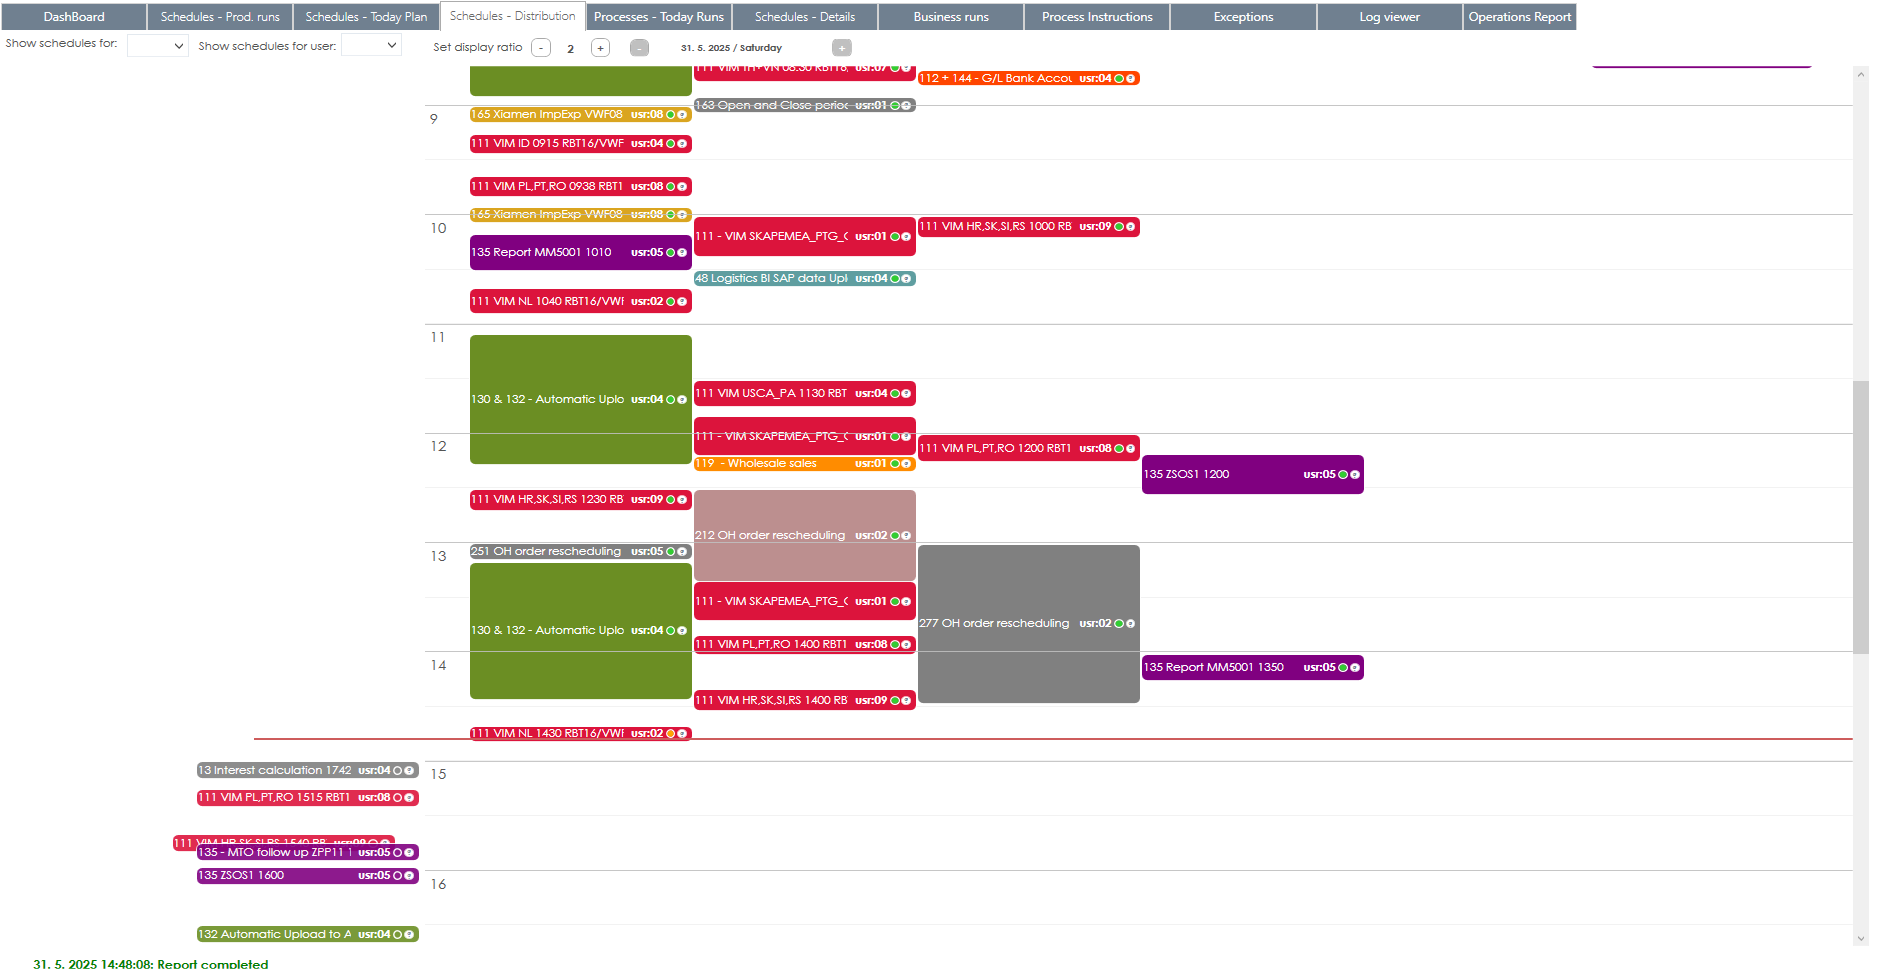 DashBoard
Schedules - Prod. runs
Schedules - Today Plan
Schedules - Distribution
Processes - Today Runs
Schedules - Details
Business runs
Process Instructions
Exceptions
Log viewer
Operations Report
Show schedules for:
Show schedules for user:
Set display ratio - 2 +
- 31. 5. 2025 / Saturday +
111 VIM TH+VN 08:30 RBT16, usr:07
112 + 144 - G/L Bank Accou usr:04
163 Open and Close perioc usr:01
9
165 Xiamen ImpExp VWF08 usr:08
111 VIM ID 0915 RBT16/VWF usr:04
111 VIM PL,PT,RO 0938 RBT1 usr:08
165 Xiamen ImpExp VWF08 usr:08
10
111 - VIM SKAPEMEA_PTG_C usr:01
111 VIM HR,SK,SI,RS 1000 RB usr:09
135 Report MM5001 1010 usr:05
48 Logistics BI SAP data Upl usr:04
111 VIM NL 1040 RBT16/VWF usr:02
11
130 & 132 - Automatic Uplo usr:04
111 VIM USCA_PA 1130 RBT usr:04
111 - VIM SKAPEMEA_PTG_C usr:01
12
111 VIM PL,PT,RO 1200 RBT1 usr:08
119 - Wholesale sales usr:01
135 ZSOS1 1200 usr:05
111 VIM HR,SK,SI,RS 1230 RB usr:09
212 OH order rescheduling usr:02
13
251 OH order rescheduling usr:05
111 - VIM SKAPEMEA_PTG_C usr:01
277 OH order rescheduling usr:02
130 & 132 - Automatic Uplo usr:04
111 VIM PL,PT,RO 1400 RBT1 usr:08
14
135 Report MM5001 1350 usr:05
111 VIM HR,SK,SI,RS 1400 RB usr:09
111 VIM NL 1430 RBT16/VWF usr:02
13 Interest calculation 1742 usr:04
15
111 VIM PL,PT,RO 1515 RBT1 usr:08
111 VIM HR,SK,SI,RS 1540 RB usr:09
135 - MTO follow up ZPP11 1 usr:05
135 ZSOS1 1600 usr:05
16
132 Automatic Upload to A usr:04
31. 5. 2025 14:48:08: Report completed